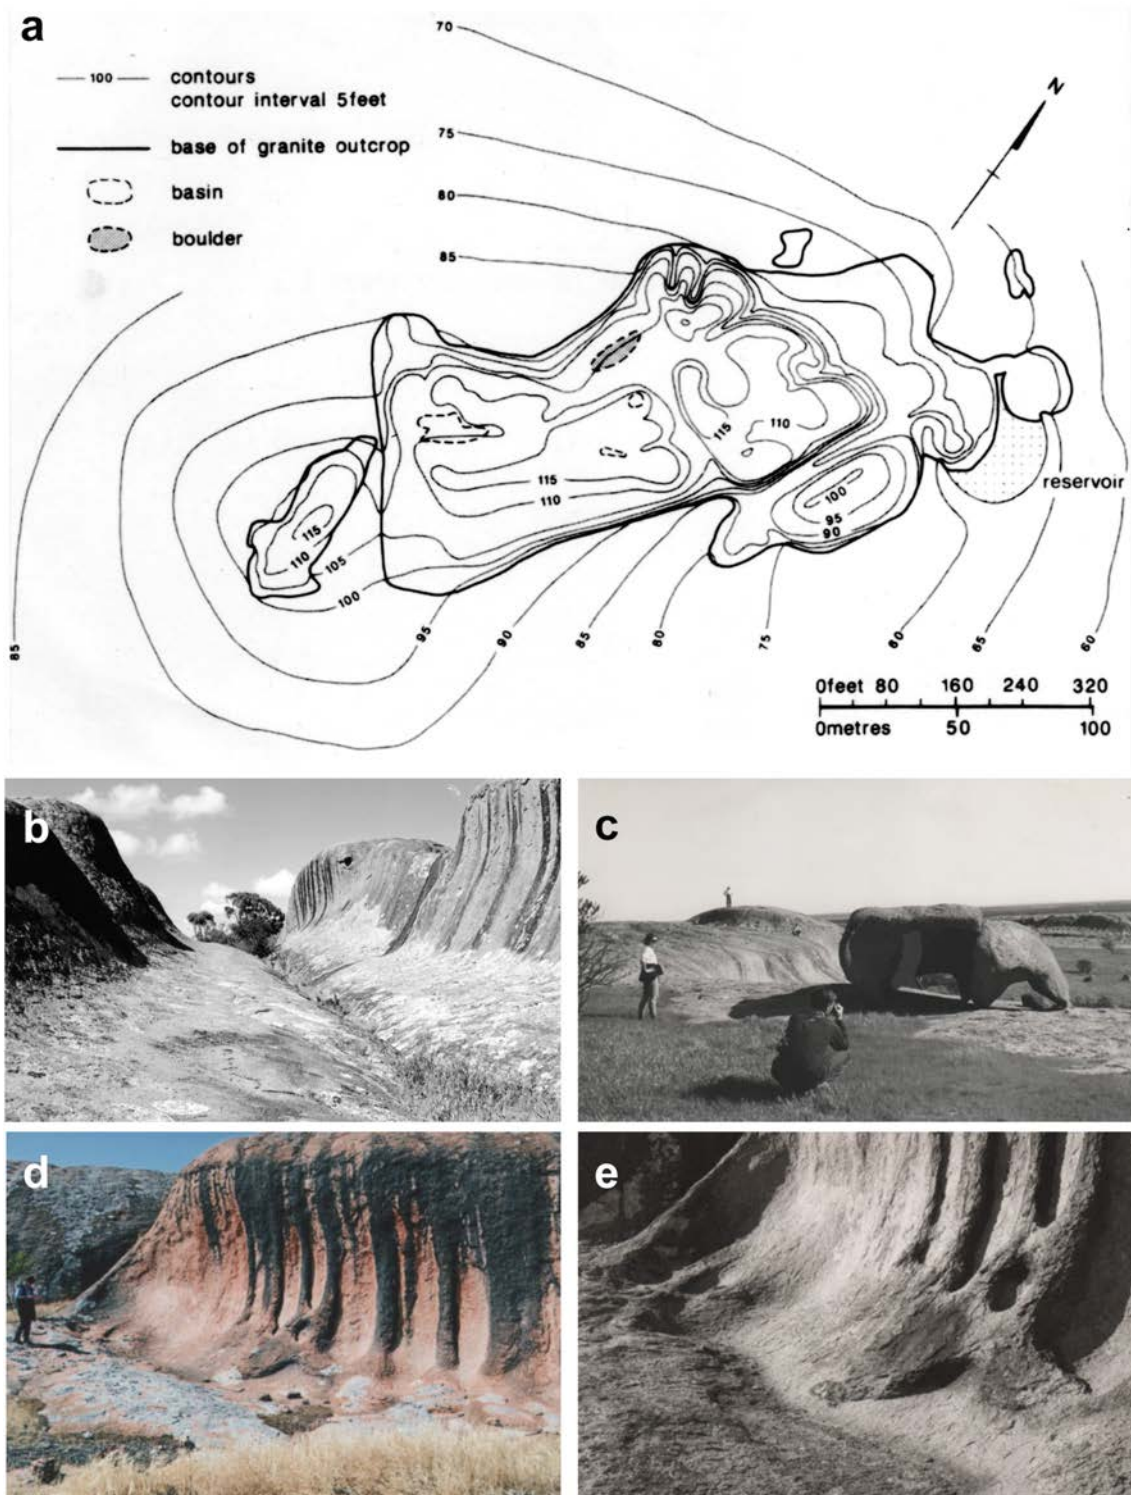 a
70
100 contours
contour interval 5feet
base of granite outcrop
basin
boulder
N
75
80
85
115
110
115
110
100
95
90
reservoir
115
110
105
100
85
95
90
85
80
75
60
65
60
0feet 80 160 240 320
0metres 50 100
b
c
d
e